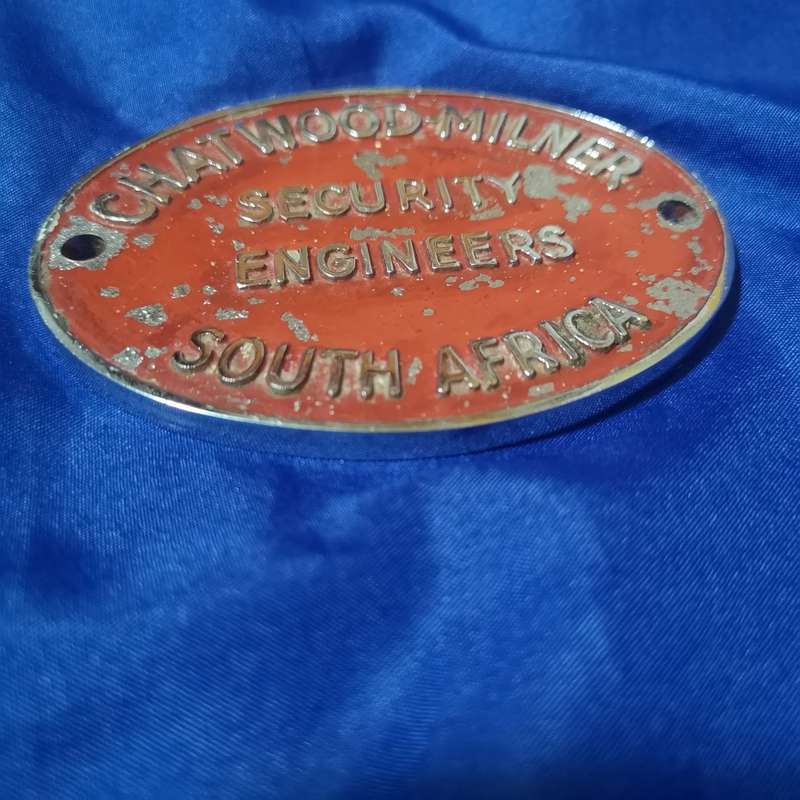 CHATWOOD-MILNER
SECURITY
ENGINEERS
SOUTH AFRICA